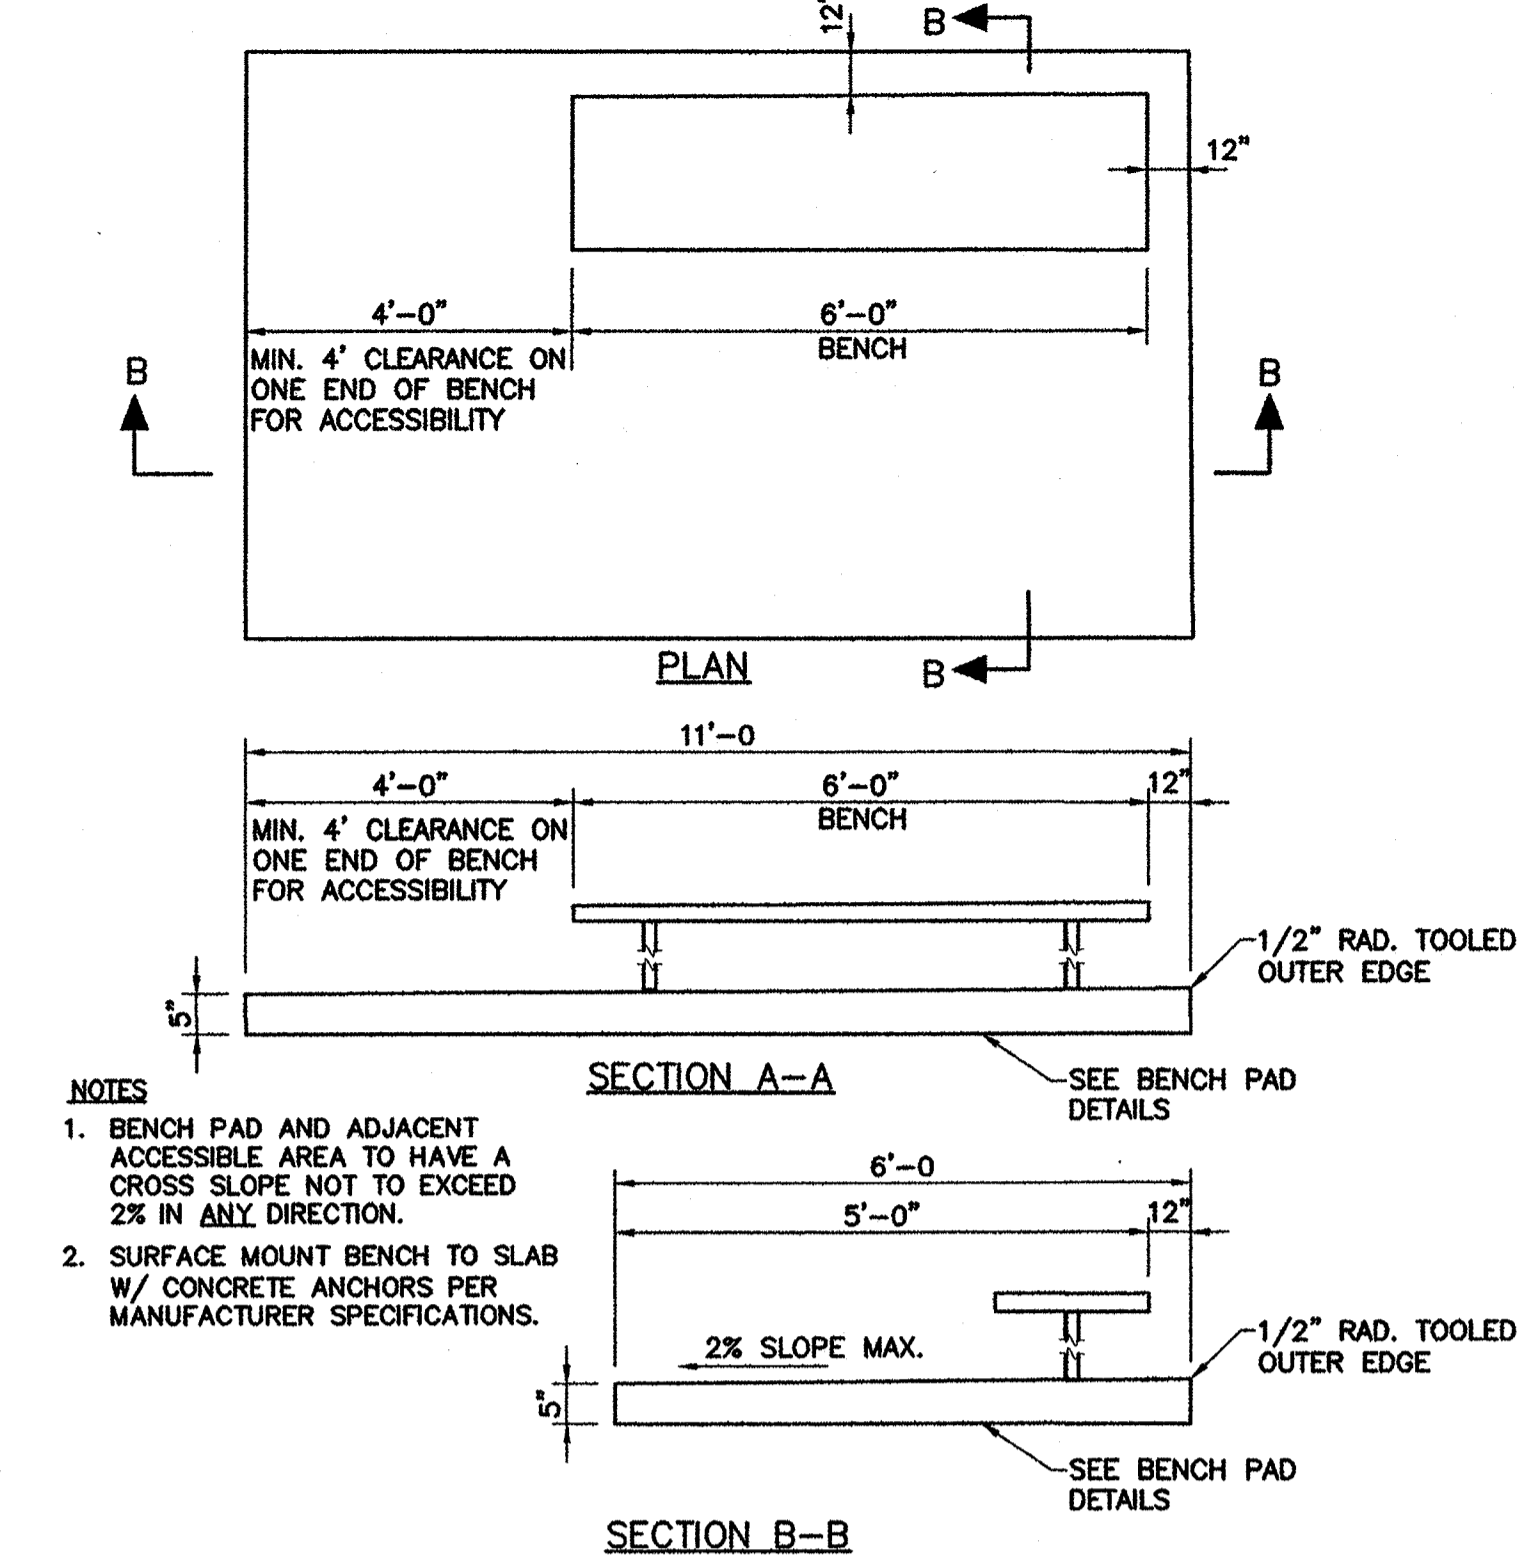 12"
B
12"
4'-0"
6'-0"
BENCH
MIN. 4' CLEARANCE ON
ONE END OF BENCH
FOR ACCESSIBILITY
B
B
PLAN
B
11'-0
4'-0"
6'-0"
12"
BENCH
MIN. 4' CLEARANCE ON
ONE END OF BENCH
FOR ACCESSIBILITY
1/2" RAD. TOOLED
OUTER EDGE
5"
SECTION A-A
SEE BENCH PAD
DETAILS
NOTES
1. BENCH PAD AND ADJACENT
ACCESSIBLE AREA TO HAVE A
CROSS SLOPE NOT TO EXCEED
2% IN ANY DIRECTION.
2. SURFACE MOUNT BENCH TO SLAB
W/ CONCRETE ANCHORS PER
MANUFACTURER SPECIFICATIONS.
6'-0
5'-0"
12"
2% SLOPE MAX.
1/2" RAD. TOOLED
OUTER EDGE
5"
SEE BENCH PAD
DETAILS
SECTION B-B